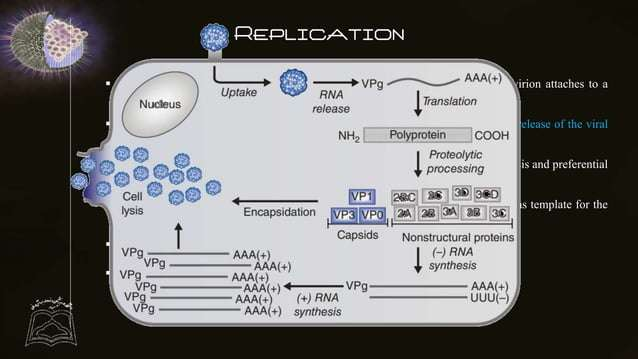 REPLICATION
virion attaches to a
release of the viral
is and preferential
as template for the
Nucleus
Uptake
RNA
release
VPg
AAA(+)
Translation
NH2
Polyprotein
COOH
Proteolytic
processing
Cell
lysis
Encapsidation
VP1
VP3 VP0
Capsids
2BC 2C 3D 3CD
2A 2B 3A 3B 3C
Nonstructural proteins
(–) RNA
synthesis
VPg AAA(+)
VPg AAA(+)
VPg AAA(+)
VPg AAA(+)
VPg AAA(+)
VPg AAA(+)
(+) RNA
synthesis
VPg AAA(+)
UUU(–)